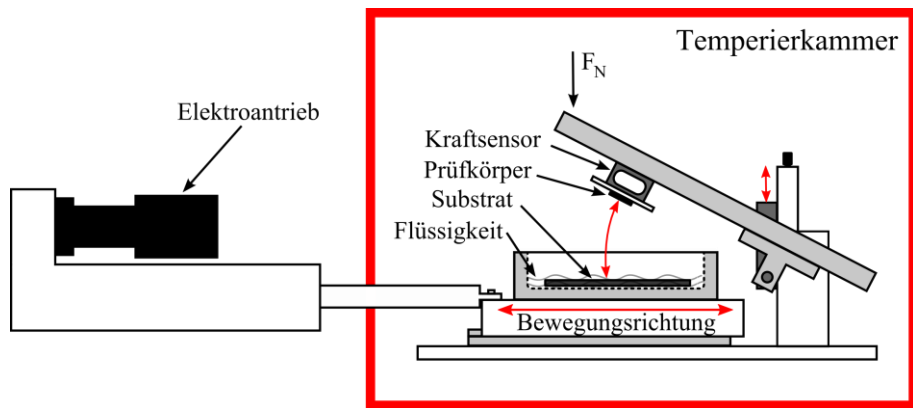 Temperierkammer
F_N
Elektroantrieb
Kraftsensor
Prüfkörper
Substrat
Flüssigkeit
Bewegungsrichtung